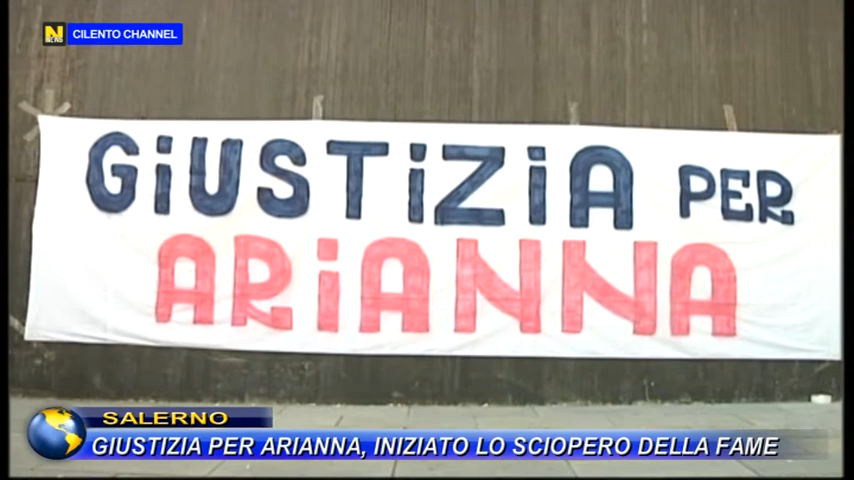 N
CILENTO CHANNEL
GiUSTiZiA PER
ARiANNA
SALERNO
GIUSTIZIA PER ARIANNA, INIZIATO LO SCIOPERO DELLA FAME